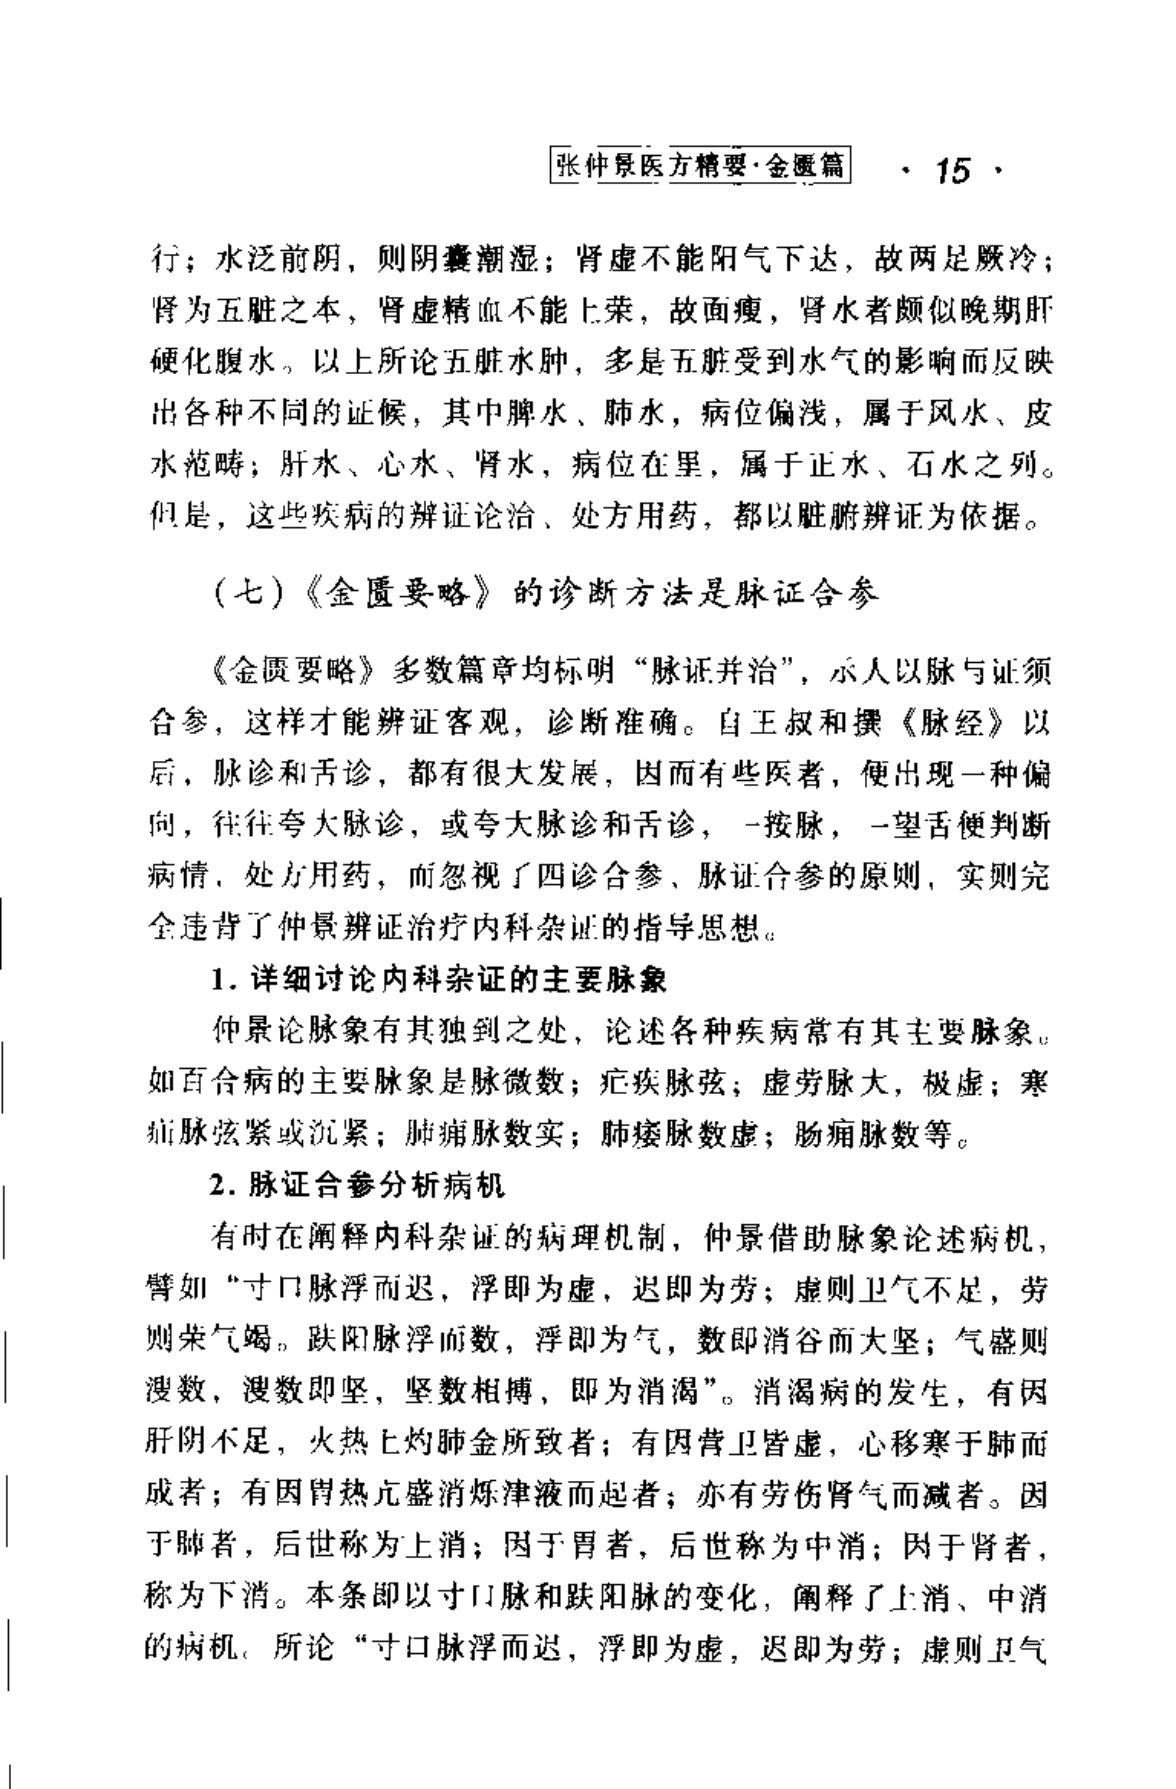 张仲景医方精要·金匮篇 · 15 ·
行；水泛前阴，则阴囊潮湿；肾虚不能阳气下达，故两足厥冷；
肾为五脏之本，肾虚精血不能上荣，故面瘦，肾水者颇似晚期肝
硬化腹水。以上所论五脏水肿，多是五脏受到水气的影响而反映
出各种不同的证候，其中脾水、肺水，病位偏浅，属于风水、皮
水范畴；肝水、心水、肾水，病位在里，属于正水、石水之列。
但是，这些疾病的辨证论治、处方用药，都以脏腑辨证为依据。
(七)《金匮要略》的诊断方法是脉证合参
《金匮要略》多数篇章均标明“脉证并治”，示人以脉与证须
合参，这样才能辨证客观，诊断准确。自王叔和撰《脉经》以
后，脉诊和舌诊，都有很大发展，因而有些医者，便出现一种偏
向，往往夸大脉诊，或夸大脉诊和舌诊，一按脉，一望舌便判断
病情，处方用药，而忽视了四诊合参、脉证合参的原则，实则完
全违背了仲景辨证治疗内科杂证的指导思想。
1. 详细讨论内科杂证的主要脉象
仲景论脉象有其独到之处，论述各种疾病常有其主要脉象。
如百合病的主要脉象是脉微数；疟疾脉弦；虚劳脉大，极虚；寒
疝脉弦紧或沉紧；肺痈脉数实；肺痿脉数虚；肠痈脉数等。
2. 脉证合参分析病机
有时在阐释内科杂证的病理机制，仲景借助脉象论述病机，
譬如“寸口脉浮而迟，浮即为虚，迟即为劳；虚则卫气不足，劳
则荣气竭。趺阳脉浮而数，浮即为气，数即消谷而大坚；气盛则
溲数，溲数即坚，坚数相搏，即为消渴”。消渴病的发生，有因
肝阴不足，火热上灼肺金所致者；有因营卫皆虚，心移寒于肺而
成者；有因胃热亢盛消烁津液而起者；亦有劳伤肾气而减者。因
于肺者，后世称为上消；因于胃者，后世称为中消；因于肾者，
称为下消。本条即以寸口脉和趺阳脉的变化，阐释了上消、中消
的病机。所论“寸口脉浮而迟，浮即为虚，迟即为劳；虚则卫气